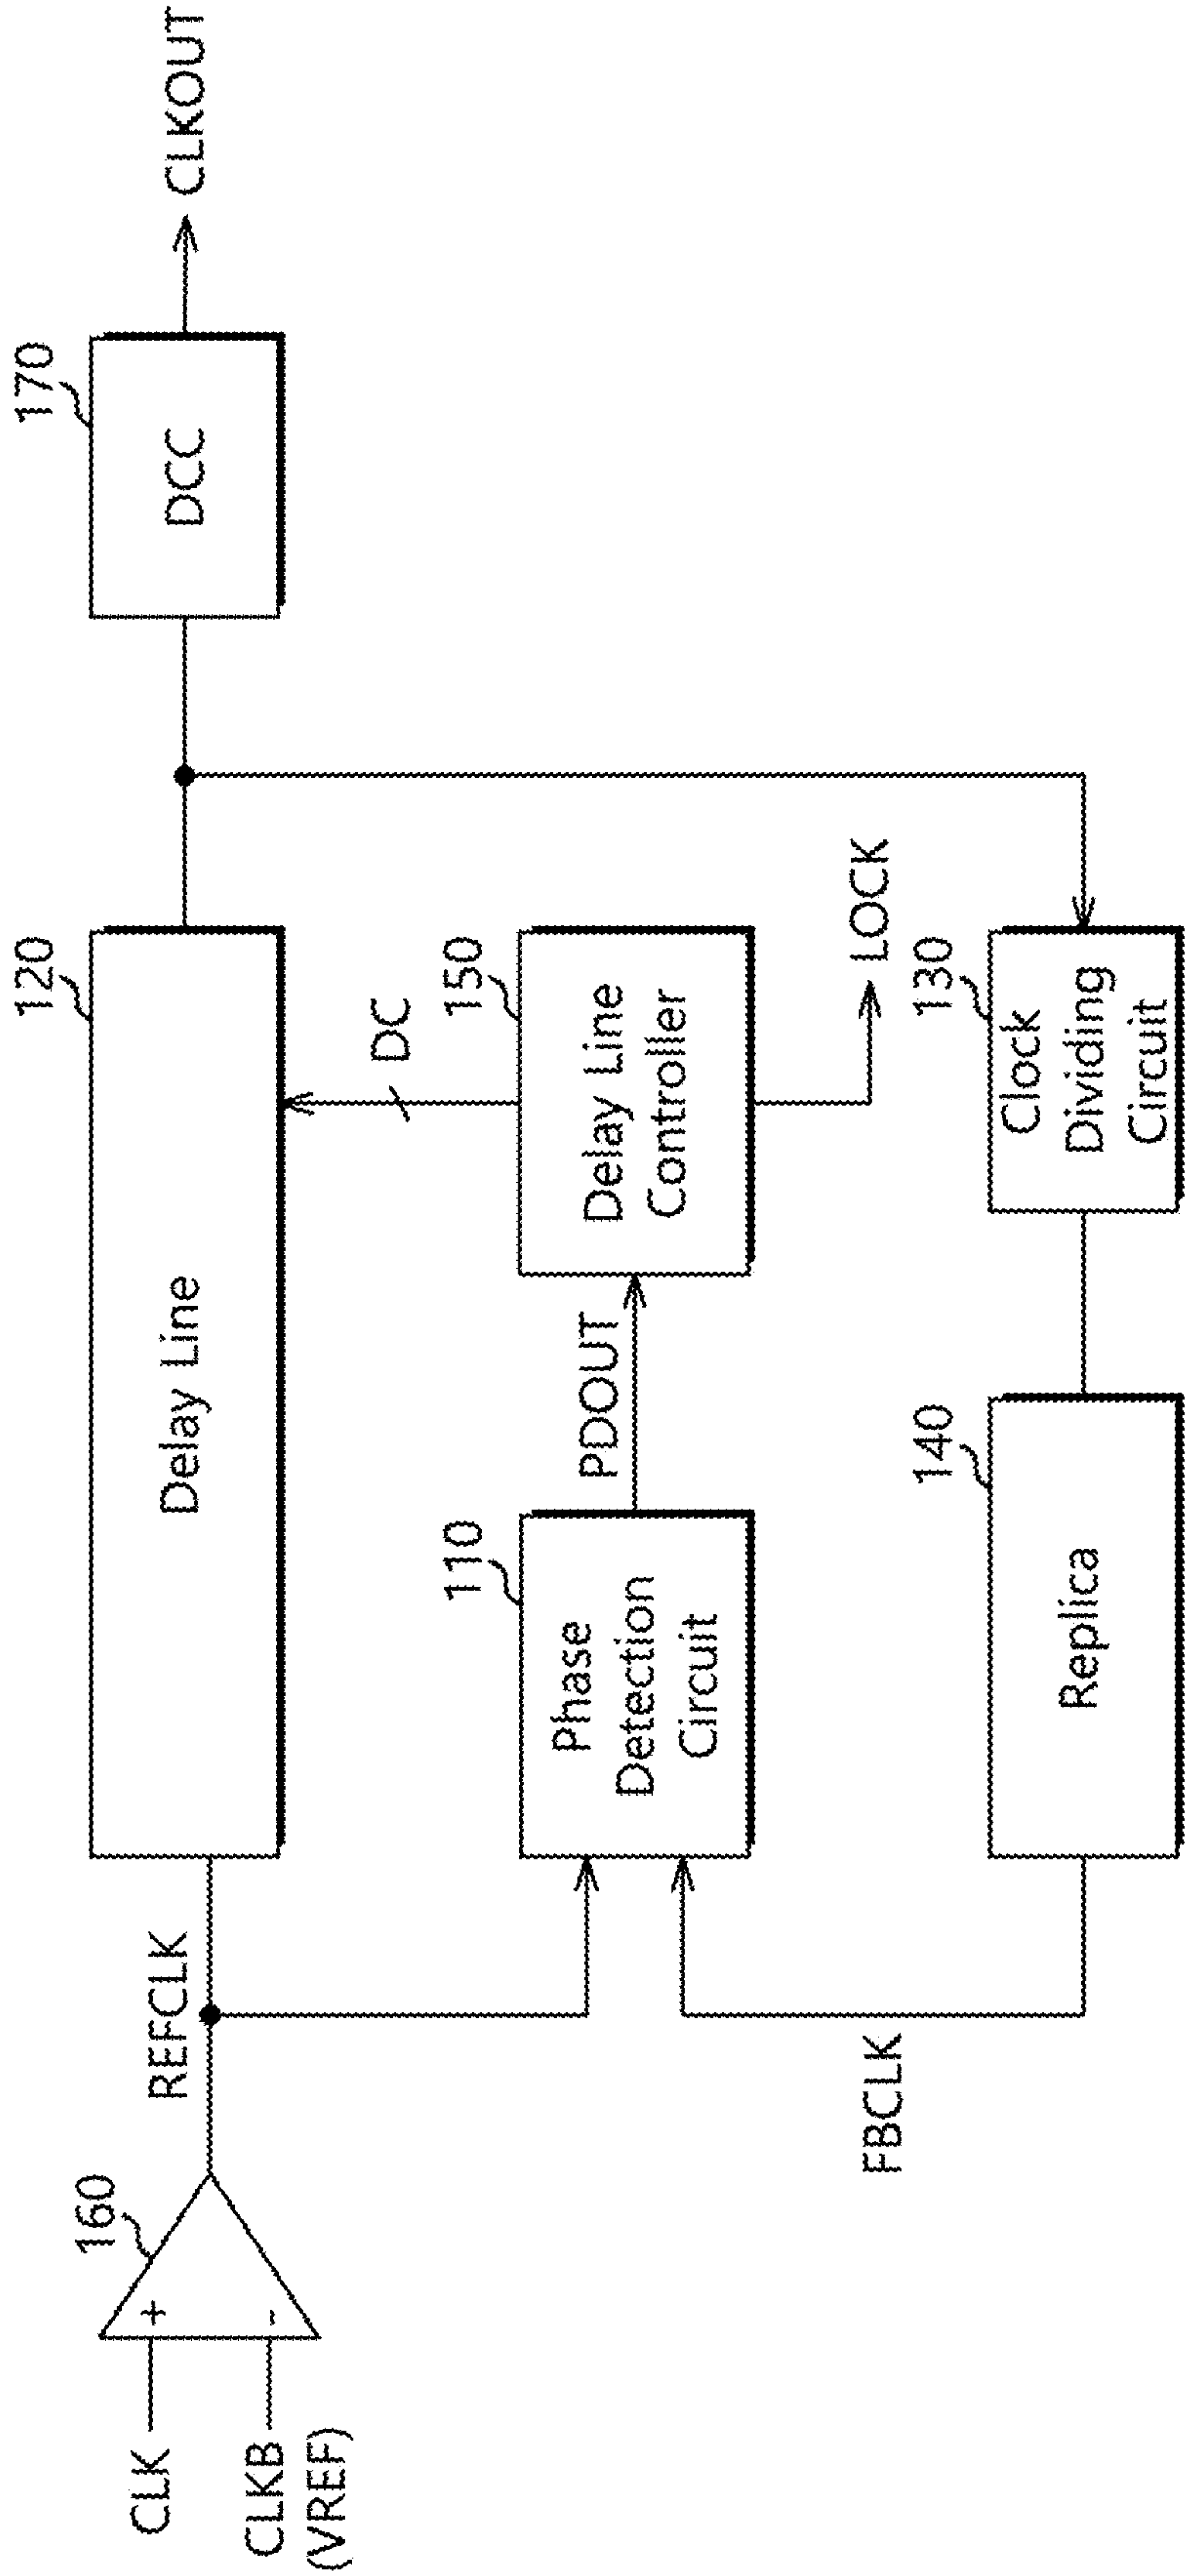 160
CLK
+
CLKB
-
(VREF)
REFCLK
120
Delay Line
170
DCC
CLKOUT
110
Phase
Detection
Circuit
PDOUT
150
Delay Line
Controller
DC
LOCK
FBCLK
140
Replica
130
Clock
Dividing
Circuit